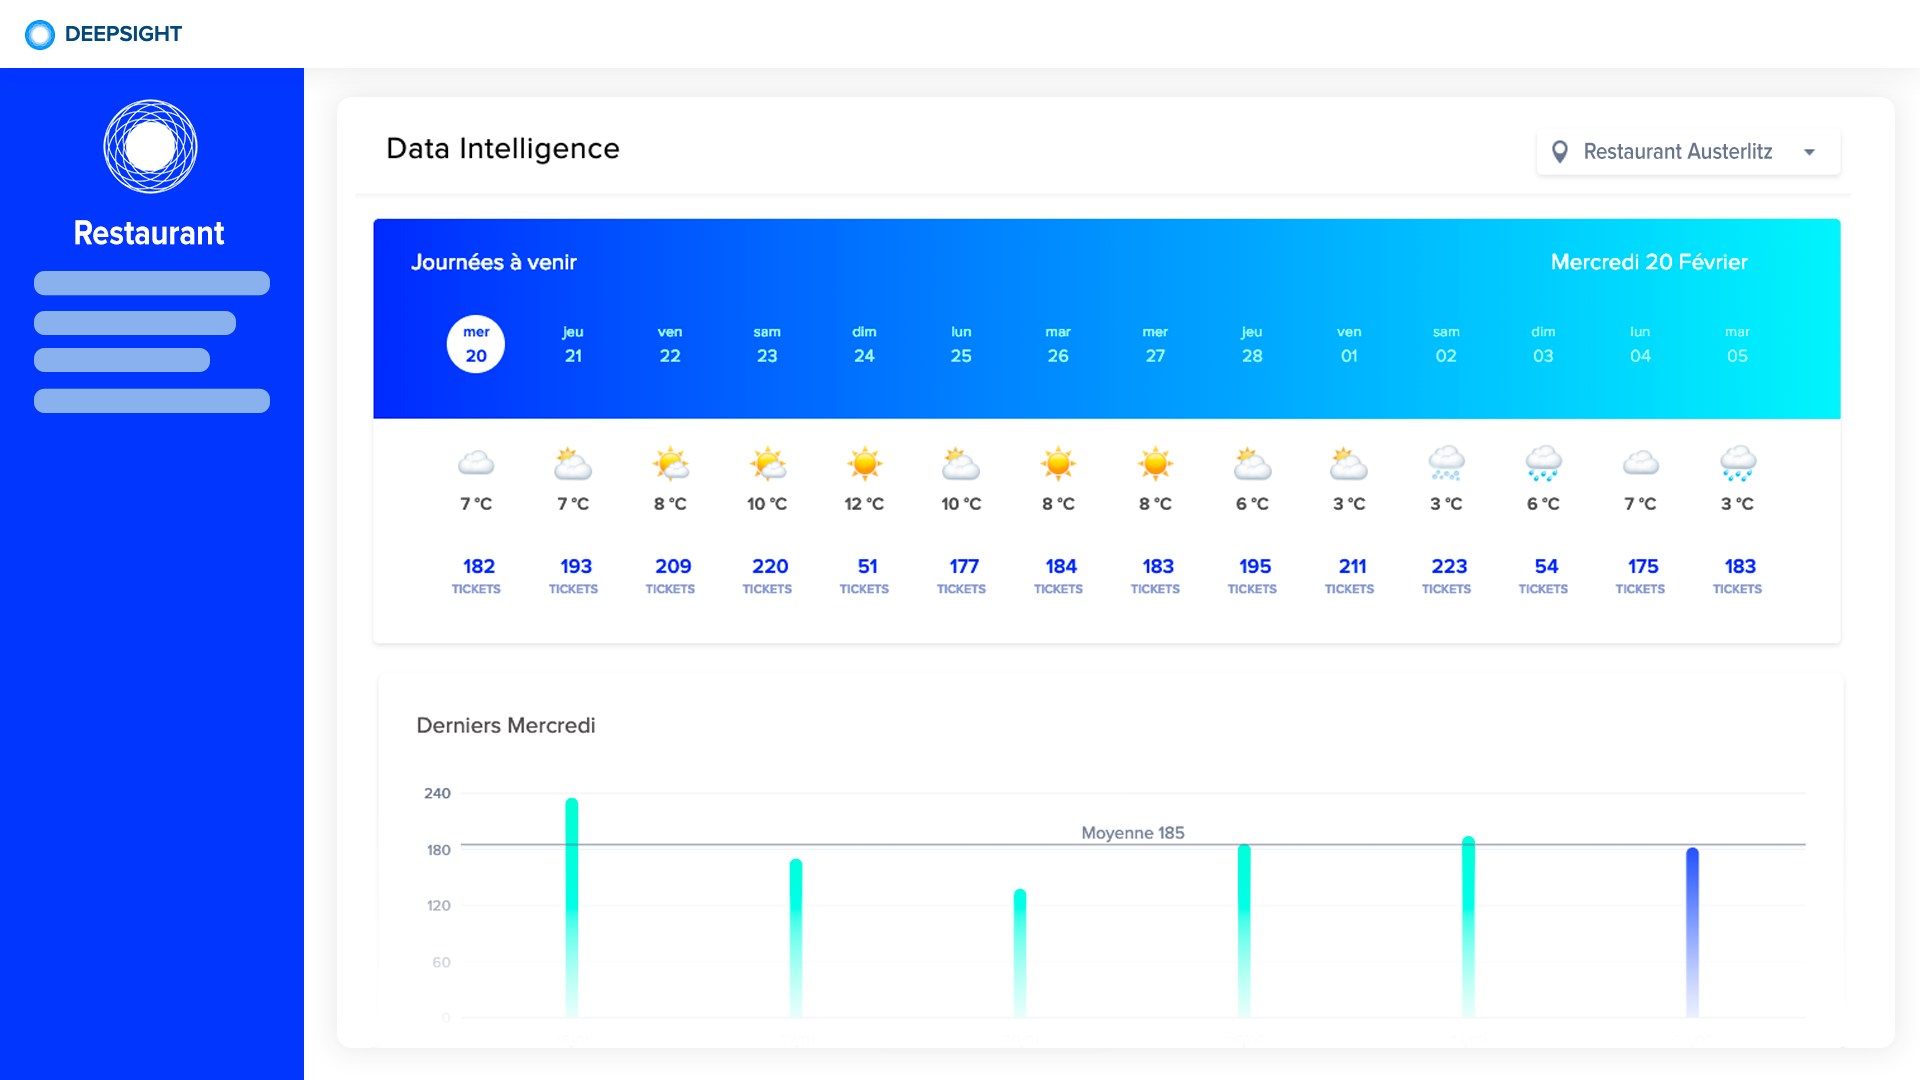 DEEPSIGHT
Restaurant
Data Intelligence
Restaurant Austerlitz
Journées à venir
Mercredi 20 Février
mer jeu ven sam dim lun mar mer jeu ven sam dim lun mar
20 21 22 23 24 25 26 27 28 01 02 03 04 05
7 °C 7 °C 8 °C 10 °C 12 °C 10 °C 8 °C 8 °C 6 °C 3 °C 3 °C 6 °C 7 °C 3 °C
182 193 209 220 51 177 184 183 195 211 223 54 175 183
TICKETS TICKETS TICKETS TICKETS TICKETS TICKETS TICKETS TICKETS TICKETS TICKETS TICKETS TICKETS TICKETS TICKETS
Derniers Mercredi
240
Moyenne 185
180
120
60
0